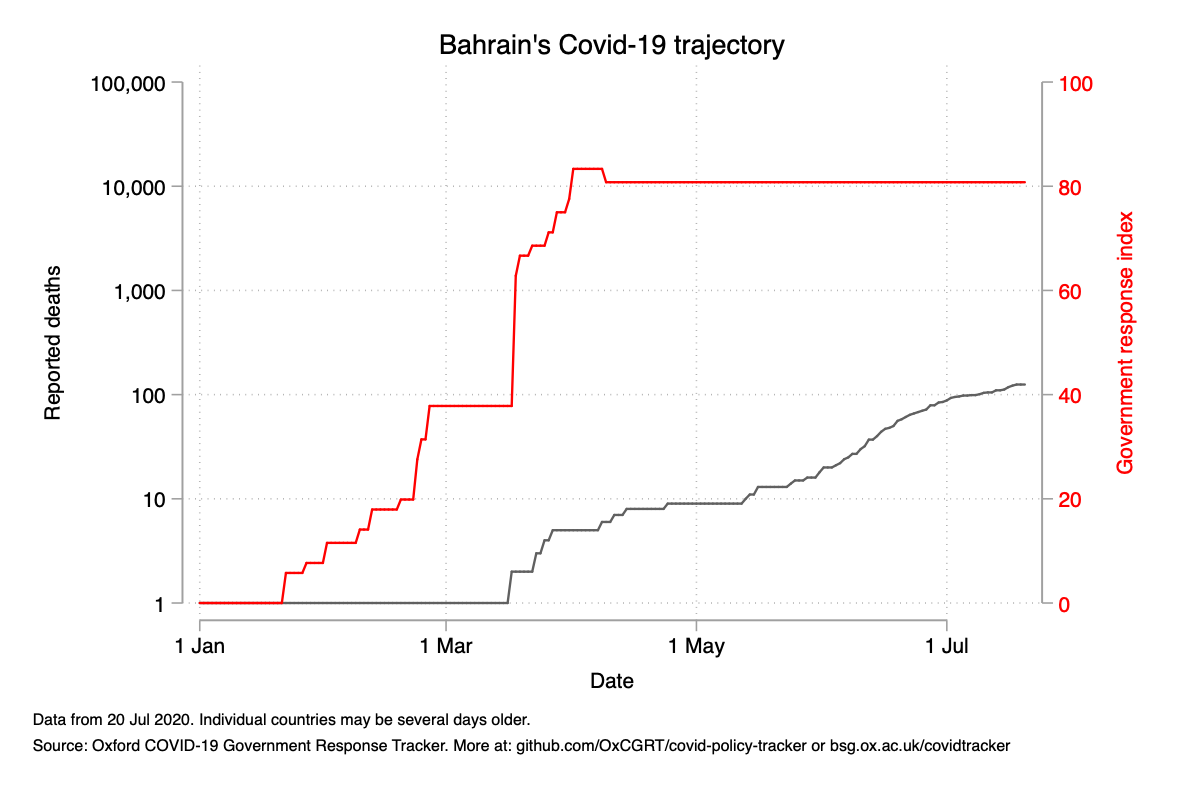 Bahrain's Covid-19 trajectory
100,000
10,000
1,000
100
10
1
Reported deaths
100
80
60
40
20
0
Government response index
1 Jan
1 Mar
1 May
1 Jul
Date
Data from 20 Jul 2020. Individual countries may be several days older.
Source: Oxford COVID-19 Government Response Tracker. More at: github.com/OxCGRT/covid-policy-tracker or bsg.ox.ac.uk/covidtracker